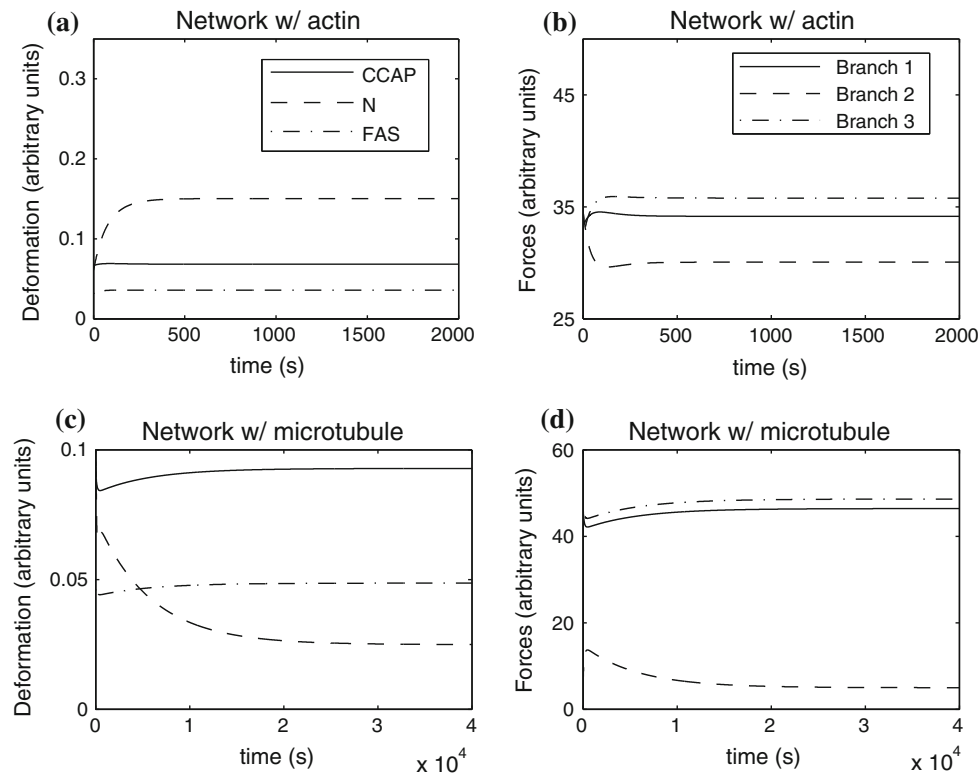 (a) Network w/ actin
Deformation (arbitrary units)
0.3
0.2
0.1
0
0 500 1000 1500 2000
time (s)
CCAP
N
FAS
(b) Network w/ actin
Forces (arbitrary units)
45
35
25
0 500 1000 1500 2000
time (s)
Branch 1
Branch 2
Branch 3
(c) Network w/ microtubule
Deformation (arbitrary units)
0.1
0.05
0
0 1 2 3 4
time (s)
x 10^4
(d) Network w/ microtubule
Forces (arbitrary units)
60
40
20
0
0 1 2 3 4
time (s)
x 10^4